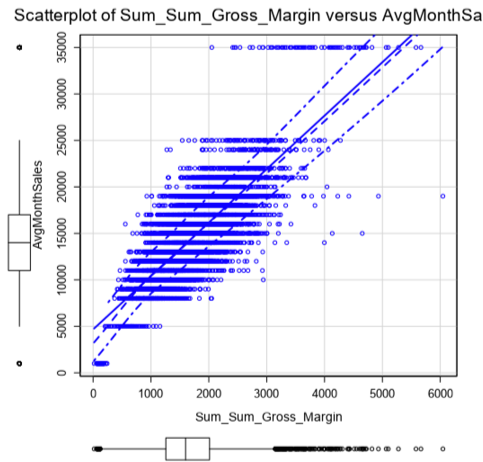 Scatterplot of Sum_Sum_Gross_Margin versus AvgMonthSa
35000
30000
25000
20000
15000
10000
5000
0
AvgMonthSales
0 1000 2000 3000 4000 5000 6000
Sum_Sum_Gross_Margin